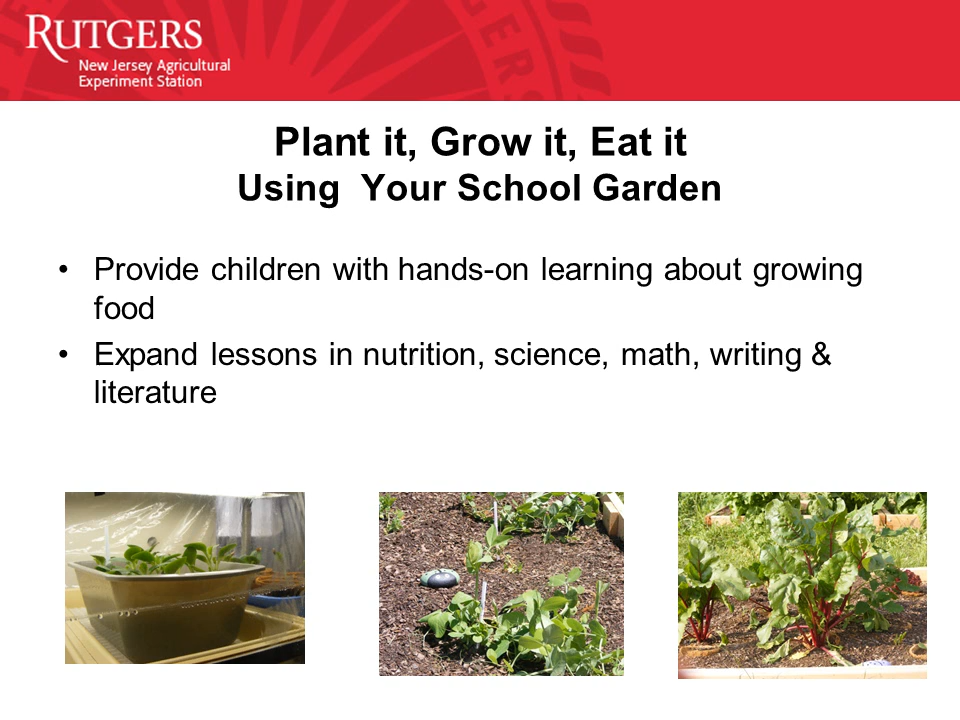 RUTGERS
New Jersey Agricultural
Experiment Station
Plant it, Grow it, Eat it
Using  Your School Garden
• Provide children with hands-on learning about growing
food
• Expand lessons in nutrition, science, math, writing &
literature